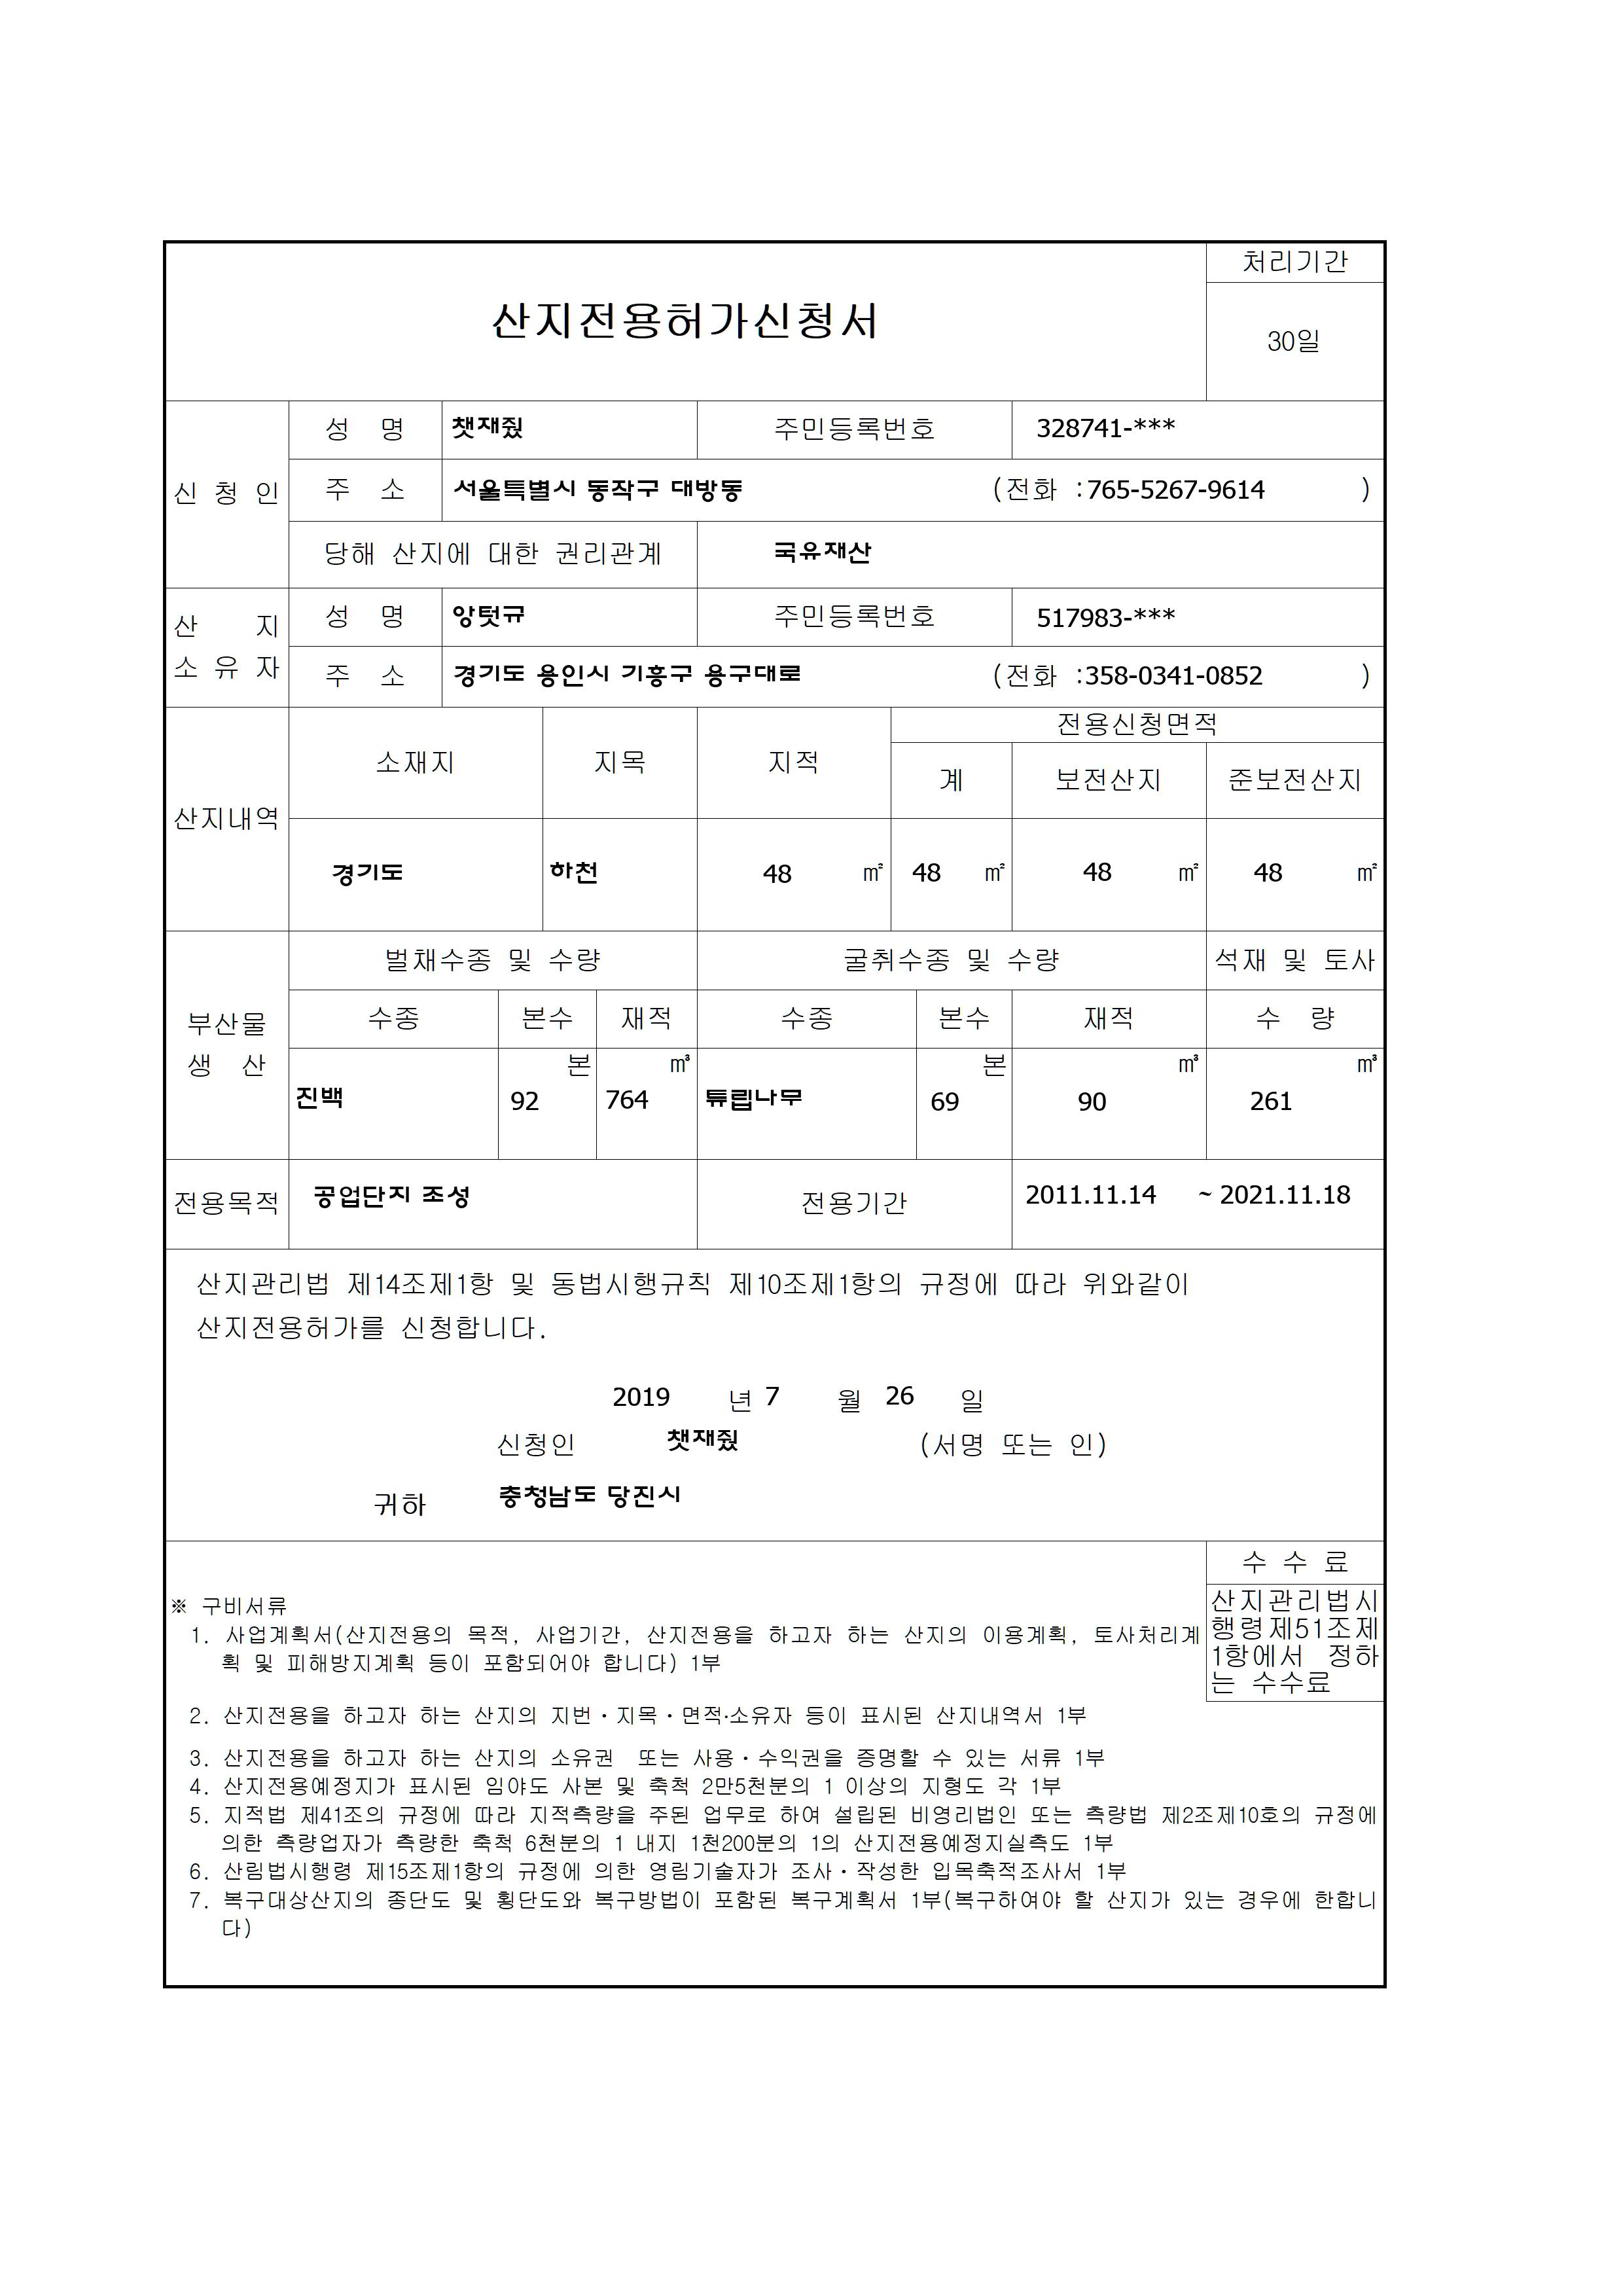 처리기간
산지전용허가신청서
30일
신 청 인
성 명 챗재줬 주민등록번호 328741-***
주 소 서울특별시 동작구 대방동 (전화 :765-5267-9614 )
당해 산지에 대한 권리관계 국유재산
산 지
소 유 자
성 명 앙텃규 주민등록번호 517983-***
주 소 경기도 용인시 기흥구 용구대로 (전화 :358-0341-0852 )
산지내역
소재지 지목 지적 전용신청면적
계 보전산지 준보전산지
경기도 하천 48 ㎡ 48 ㎡ 48 ㎡ 48 ㎡
부산물
생 산
벌채수종 및 수량 굴취수종 및 수량 석재 및 토사
수종 본수 재적 수종 본수 재적 수 량
본 ㎥ 본 ㎥ ㎥
진백 92 764 튜립나무 69 90 261
전용목적 공업단지 조성 전용기간 2011.11.14 ~ 2021.11.18
산지관리법 제14조제1항 및 동법시행규칙 제10조제1항의 규정에 따라 위와같이
산지전용허가를 신청합니다.
2019 년 7 월 26 일
신청인 챗재줬 (서명 또는 인)
귀하 충청남도 당진시
수 수 료
산지관리법시
행령제51조제
1항에서 정하
는 수수료
※ 구비서류
1. 사업계획서(산지전용의 목적, 사업기간, 산지전용을 하고자 하는 산지의 이용계획, 토사처리계
획 및 피해방지계획 등이 포함되어야 합니다) 1부
2. 산지전용을 하고자 하는 산지의 지번·지목·면적·소유자 등이 표시된 산지내역서 1부
3. 산지전용을 하고자 하는 산지의 소유권 또는 사용·수익권을 증명할 수 있는 서류 1부
4. 산지전용예정지가 표시된 임야도 사본 및 축척 2만5천분의 1 이상의 지형도 각 1부
5. 지적법 제41조의 규정에 따라 지적측량을 주된 업무로 하여 설립된 비영리법인 또는 측량법 제2조제10호의 규정에
의한 측량업자가 측량한 축척 6천분의 1 내지 1천200분의 1의 산지전용예정지실측도 1부
6. 산림법시행령 제15조제1항의 규정에 의한 영림기술자가 조사·작성한 입목축적조사서 1부
7. 복구대상산지의 종단도 및 횡단도와 복구방법이 포함된 복구계획서 1부(복구하여야 할 산지가 있는 경우에 한합니
다)